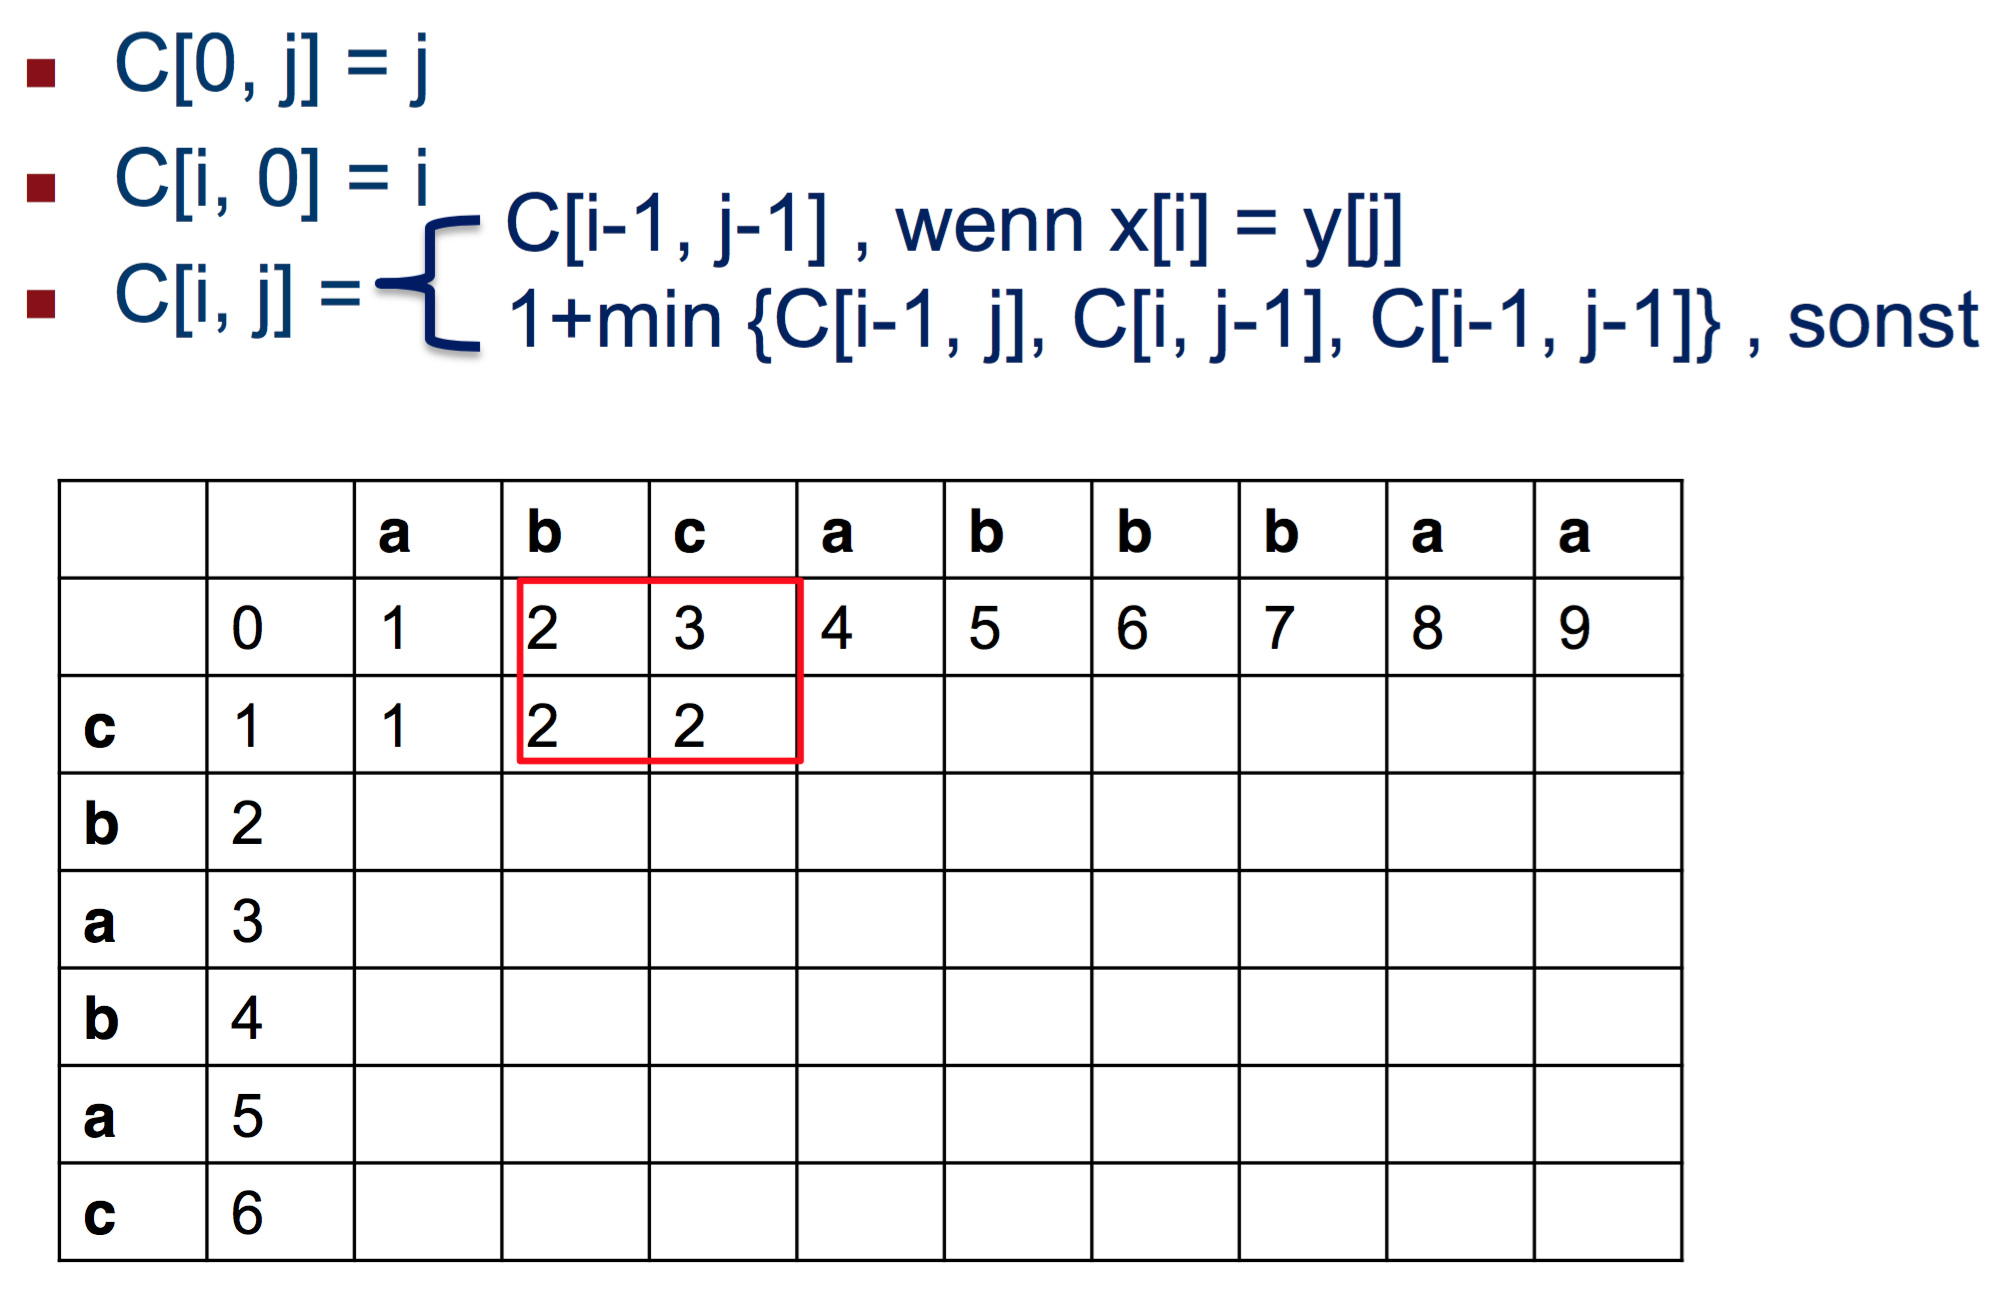 C[0, j] = j
C[i, 0] = i
C[i, j] =
C[i-1, j-1] , wenn x[i] = y[j]
1+min {C[i-1, j], C[i, j-1], C[i-1, j-1]} , sonst
a b c a b b b a a
0 1 2 3 4 5 6 7 8 9
c 1 1 2 2
b 2
a 3
b 4
a 5
c 6